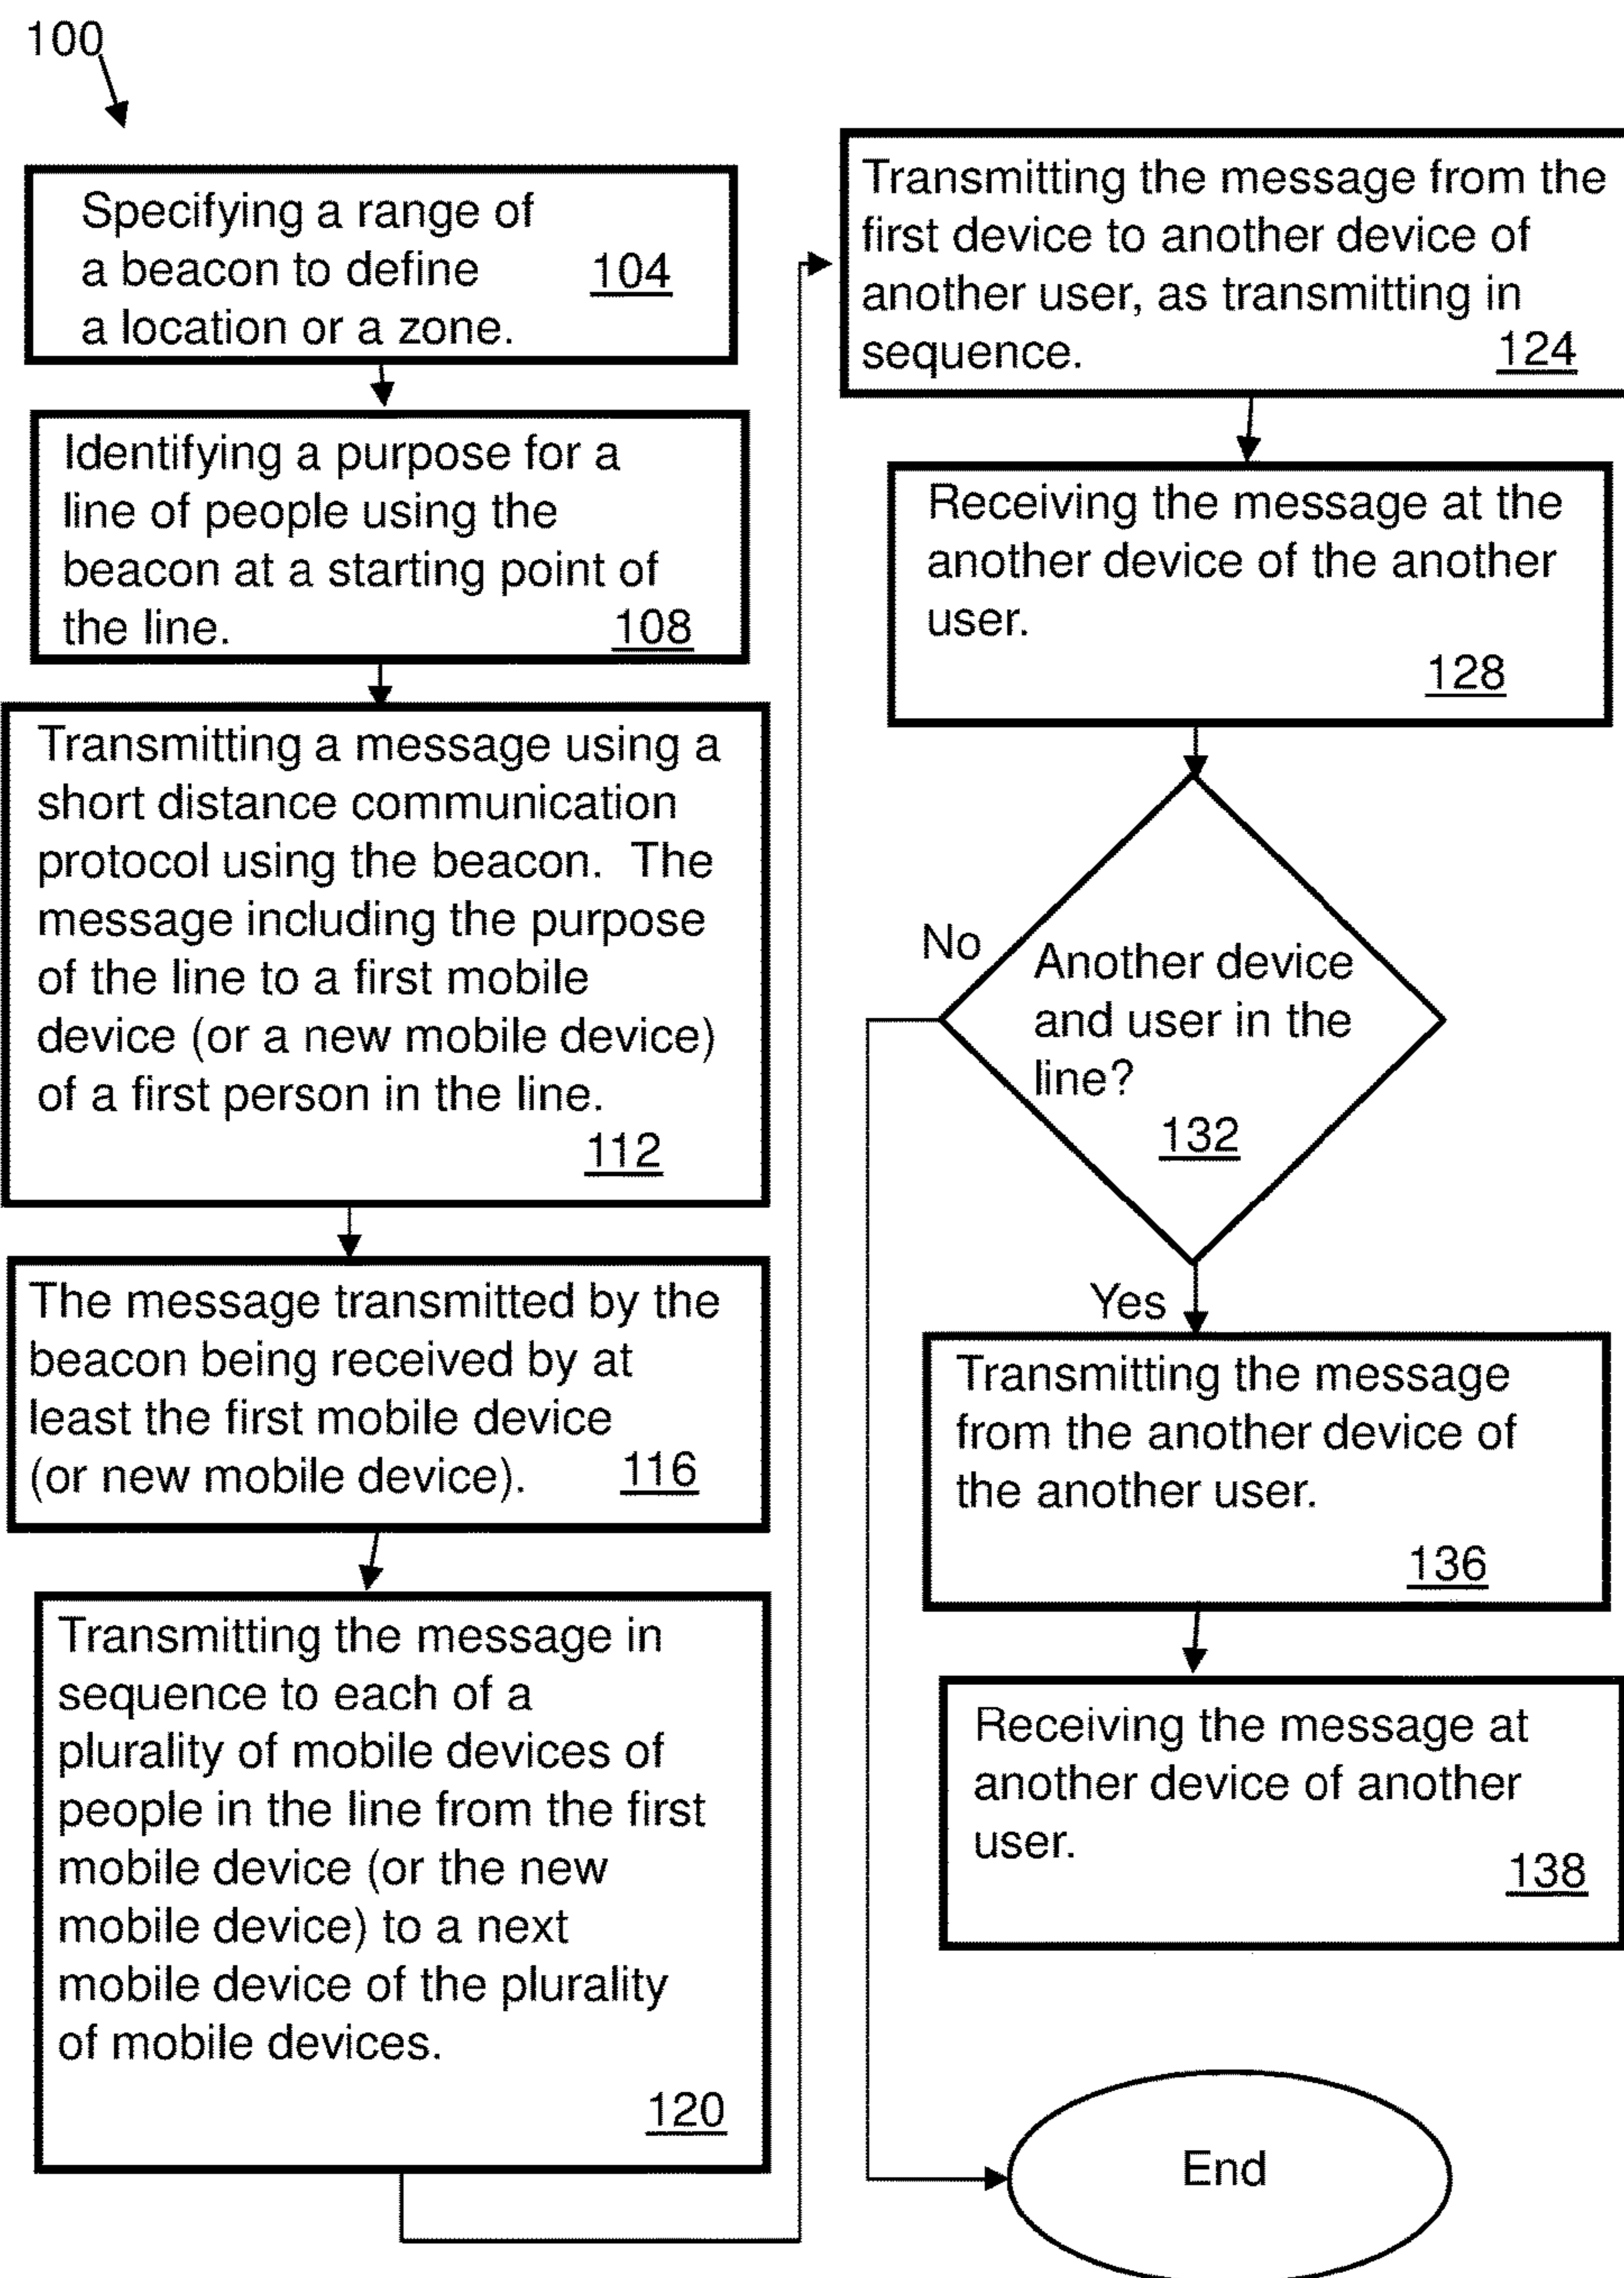 100
Specifying a range of
a beacon to define
a location or a zone.
104
Identifying a purpose for a
line of people using the
beacon at a starting point of
the line.
108
Transmitting a message using a
short distance communication
protocol using the beacon. The
message including the purpose
of the line to a first mobile
device (or a new mobile device)
of a first person in the line.
112
The message transmitted by the
beacon being received by at
least the first mobile device
(or new mobile device).
116
Transmitting the message in
sequence to each of a
plurality of mobile devices of
people in the line from the first
mobile device (or the new
mobile device) to a next
mobile device of the plurality
of mobile devices.
120
Transmitting the message from the
first device to another device of
another user, as transmitting in
sequence.
124
Receiving the message at the
another device of the another
user.
128
No
Another device
and user in the
line?
132
Yes
Transmitting the message
from the another device of
the another user.
136
Receiving the message at
another device of another
user.
138
End